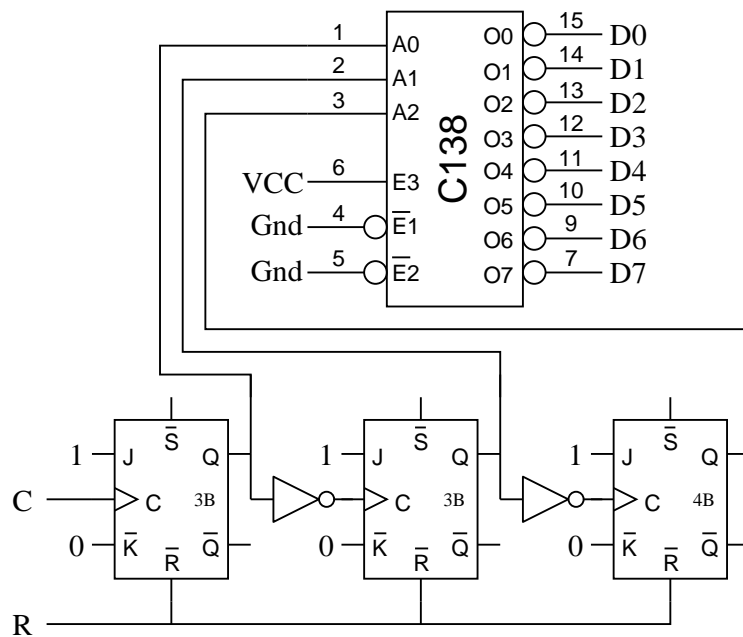 1 A0 O0 15 D0
2 A1 O1 14 D1
3 A2 O2 13 D2
O3 12 D3
C138
O4 11 D4
VCC 6 E3 O5 10 D5
Gnd 4 E̅1̅ O6 9 D6
Gnd 5 E̅2̅ O7 7 D7
S̅ S̅ S̅
1 J Q 1 J Q 1 J Q
C C 3B C 3B C 4B
0 K̅ Q̅ 0 K̅ Q̅ 0 K̅ Q̅
R̅ R̅ R̅
R